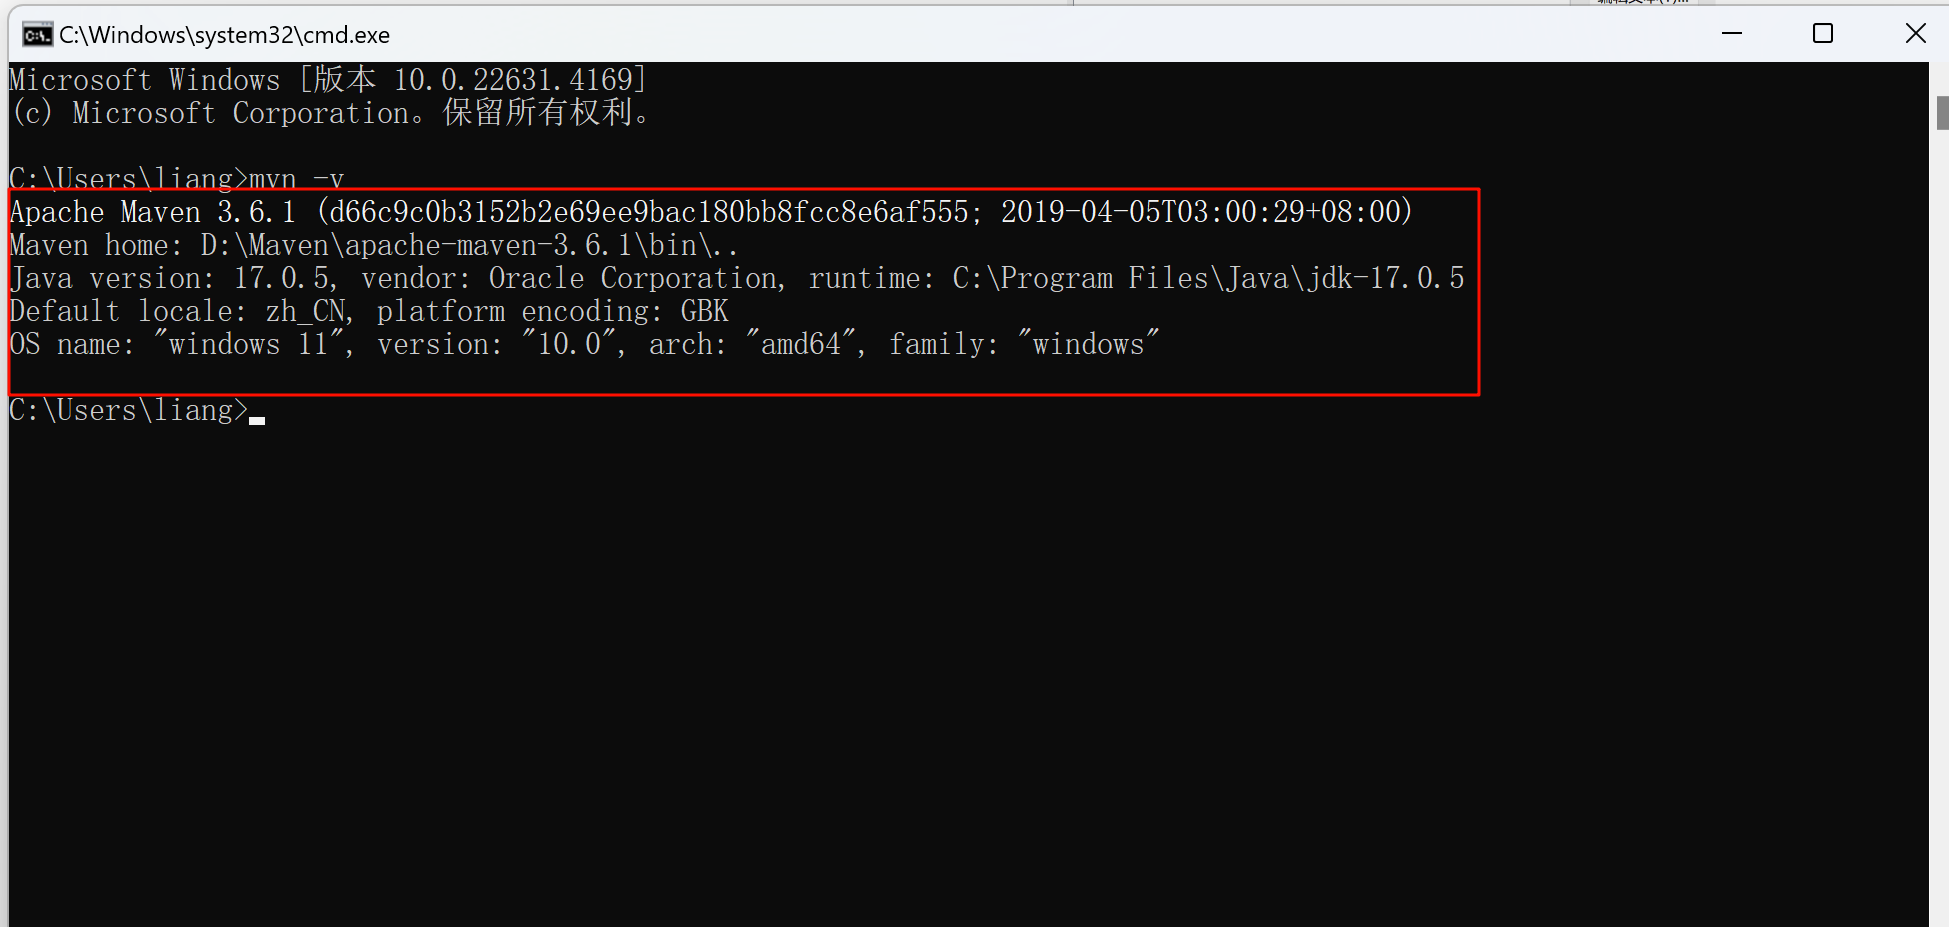 C:\Windows\system32\cmd.exe
Microsoft Windows [版本 10.0.22631.4169]
(c) Microsoft Corporation。保留所有权利。
C:\Users\liang>mvn -v
Apache Maven 3.6.1 (d66c9c0b3152b2e69ee9bac180bb8fcc8e6af555; 2019-04-05T03:00:29+08:00)
Maven home: D:\Maven\apache-maven-3.6.1\bin\..
Java version: 17.0.5, vendor: Oracle Corporation, runtime: C:\Program Files\Java\jdk-17.0.5
Default locale: zh_CN, platform encoding: GBK
OS name: "windows 11", version: "10.0", arch: "amd64", family: "windows"
C:\Users\liang>